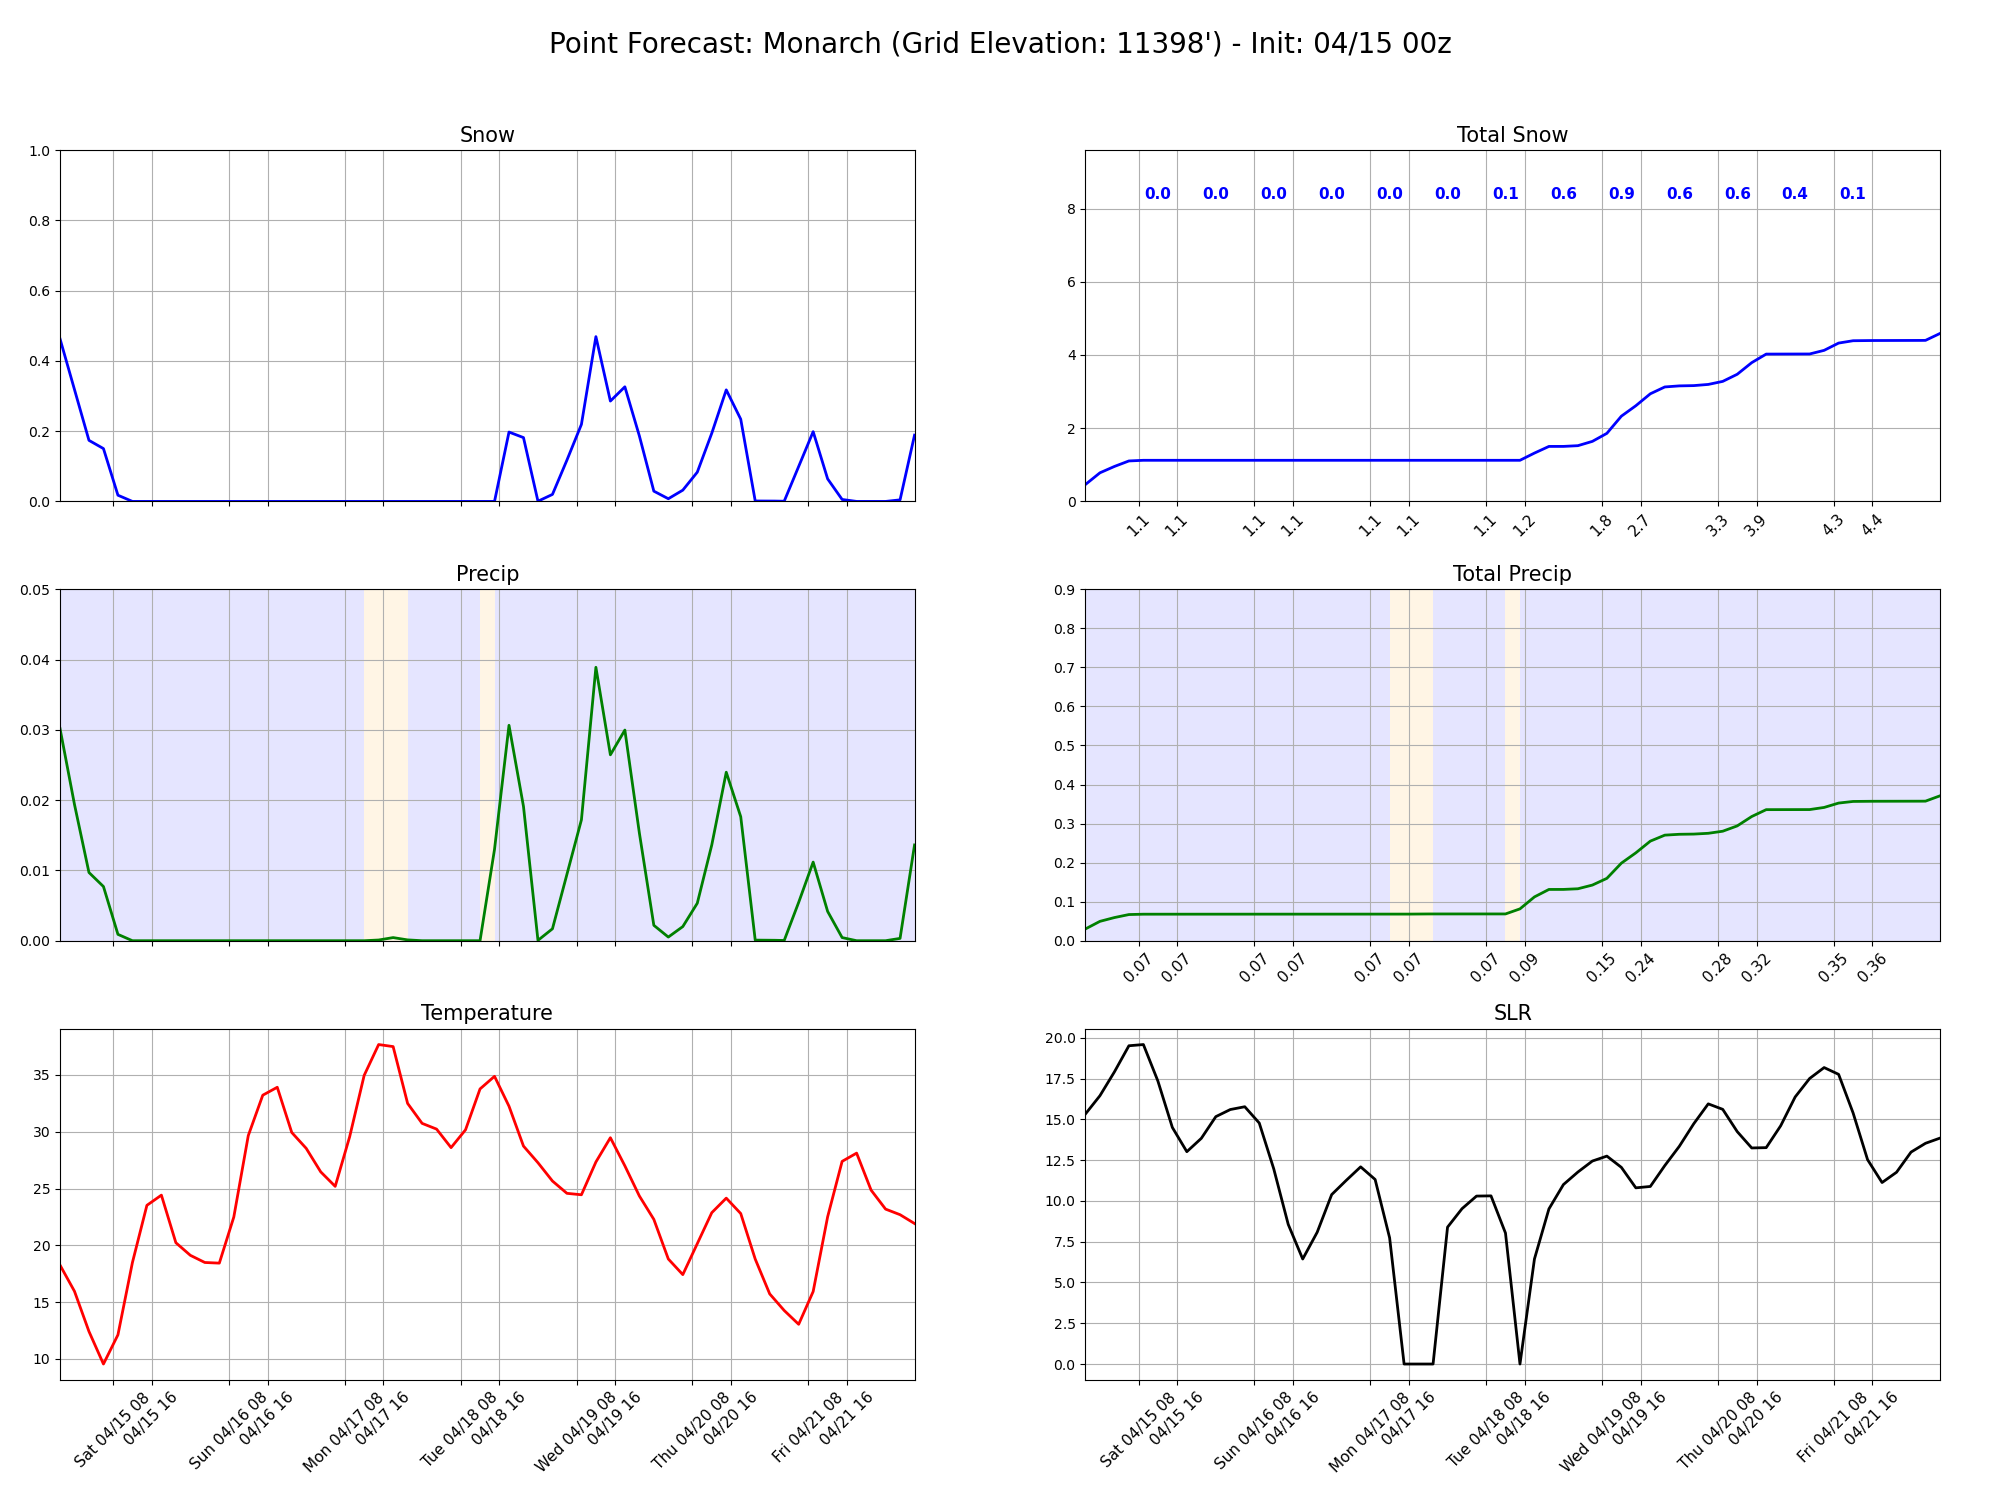 Point Forecast: Monarch (Grid Elevation: 11398') - Init: 04/15 00z
Snow
1.0
0.8
0.6
0.4
0.2
0.0
Total Snow
0.0 0.0 0.0 0.0 0.0 0.0 0.1 0.6 0.9 0.6 0.6 0.4 0.1
8
6
4
2
0
1.1 1.1 1.1 1.1 1.1 1.1 1.1 1.2 1.8 2.7 3.3 3.9 4.3 4.4
Precip
0.05
0.04
0.03
0.02
0.01
0.00
Total Precip
0.9
0.8
0.7
0.6
0.5
0.4
0.3
0.2
0.1
0.0
0.07 0.07 0.07 0.07 0.07 0.07 0.07 0.09 0.15 0.24 0.28 0.32 0.35 0.36
Temperature
35
30
25
20
15
10
Sat 04/15 08
04/15 16
Sun 04/16 08
04/16 16
Mon 04/17 08
04/17 16
Tue 04/18 08
04/18 16
Wed 04/19 08
04/19 16
Thu 04/20 08
04/20 16
Fri 04/21 08
04/21 16
SLR
20.0
17.5
15.0
12.5
10.0
7.5
5.0
2.5
0.0
Sat 04/15 08
04/15 16
Sun 04/16 08
04/16 16
Mon 04/17 08
04/17 16
Tue 04/18 08
04/18 16
Wed 04/19 08
04/19 16
Thu 04/20 08
04/20 16
Fri 04/21 08
04/21 16